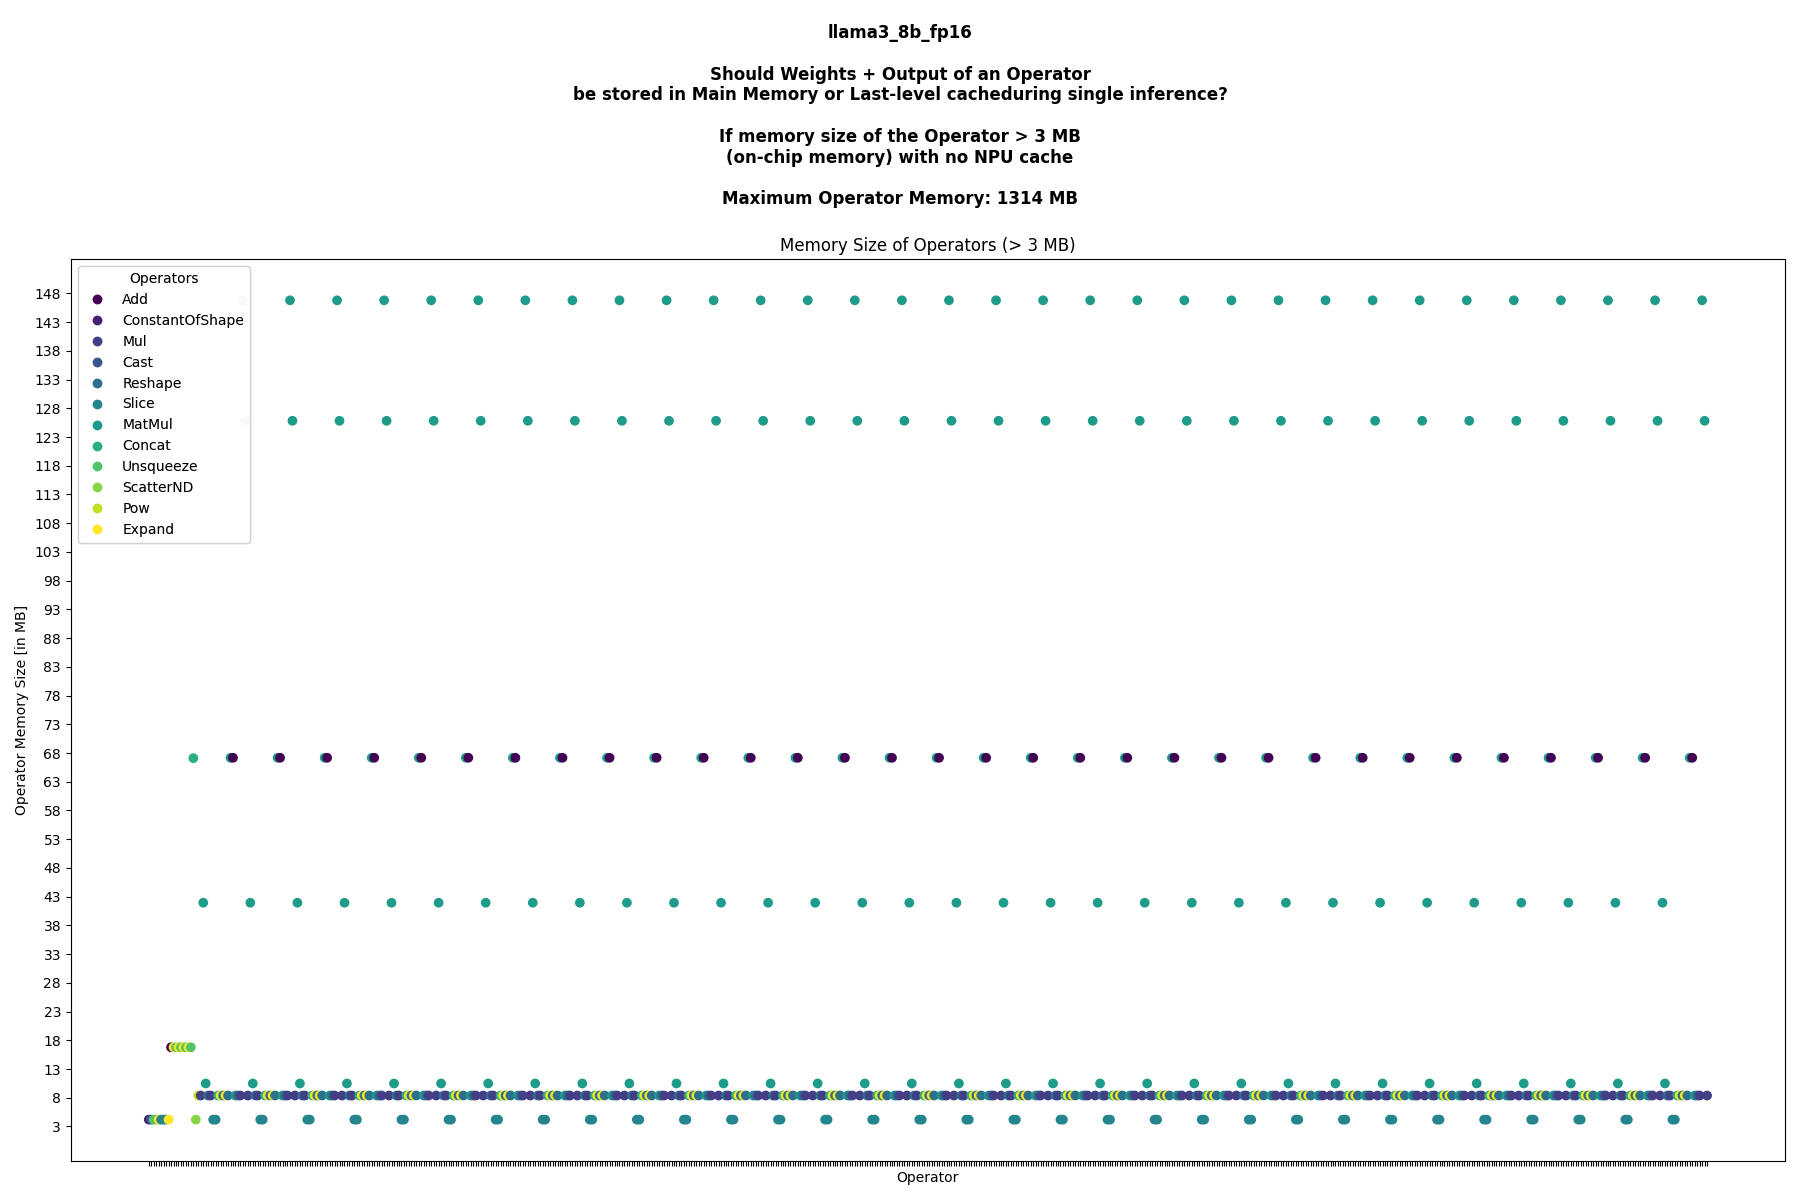 llama3_8b_fp16
Should Weights + Output of an Operator
be stored in Main Memory or Last-level cacheduring single inference?
If memory size of the Operator > 3 MB
(on-chip memory) with no NPU cache
Maximum Operator Memory: 1314 MB
Memory Size of Operators (> 3 MB)
Operators
Add
ConstantOfShape
Mul
Cast
Reshape
Slice
MatMul
Concat
Unsqueeze
ScatterND
Pow
Expand
148
143
138
133
128
123
118
113
108
103
98
93
88
83
78
73
68
63
58
53
48
43
38
33
28
23
18
13
8
3
Operator Memory Size [in MB]
Operator